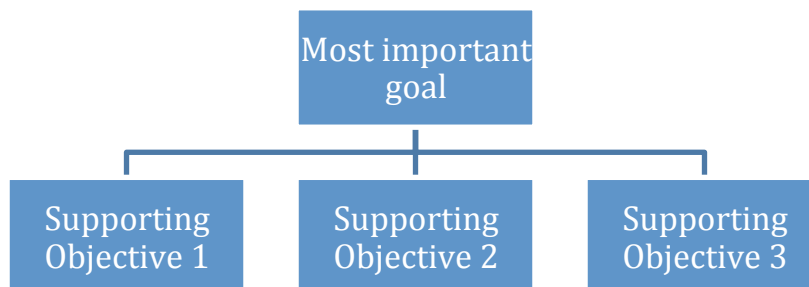 Most important
goal
Supporting
Objective 1
Supporting
Objective 2
Supporting
Objective 3